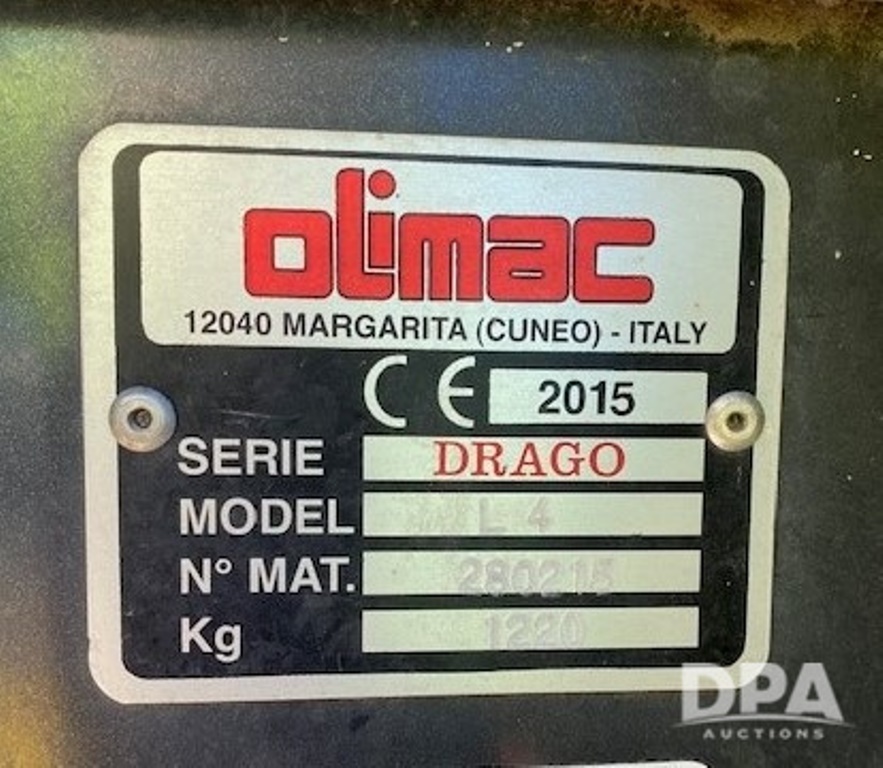 olimac
12040 MARGARITA (CUNEO) - ITALY
CE 2015
SERIE DRAGO
MODEL L 4
N° MAT. 280215
Kg 1220
DPA
AUCTIONS